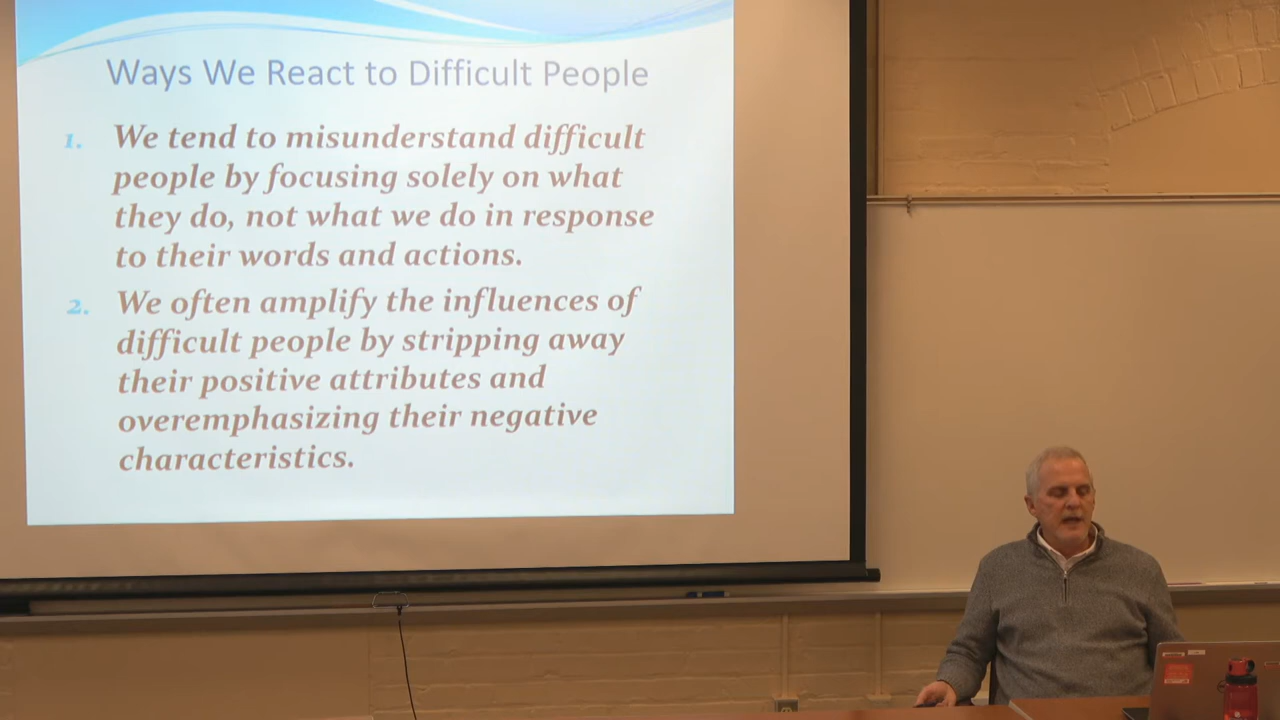 Ways We React to Difficult People
1. We tend to misunderstand difficult
people by focusing solely on what
they do, not what we do in response
to their words and actions.
2. We often amplify the influences of
difficult people by stripping away
their positive attributes and
overemphasizing their negative
characteristics.